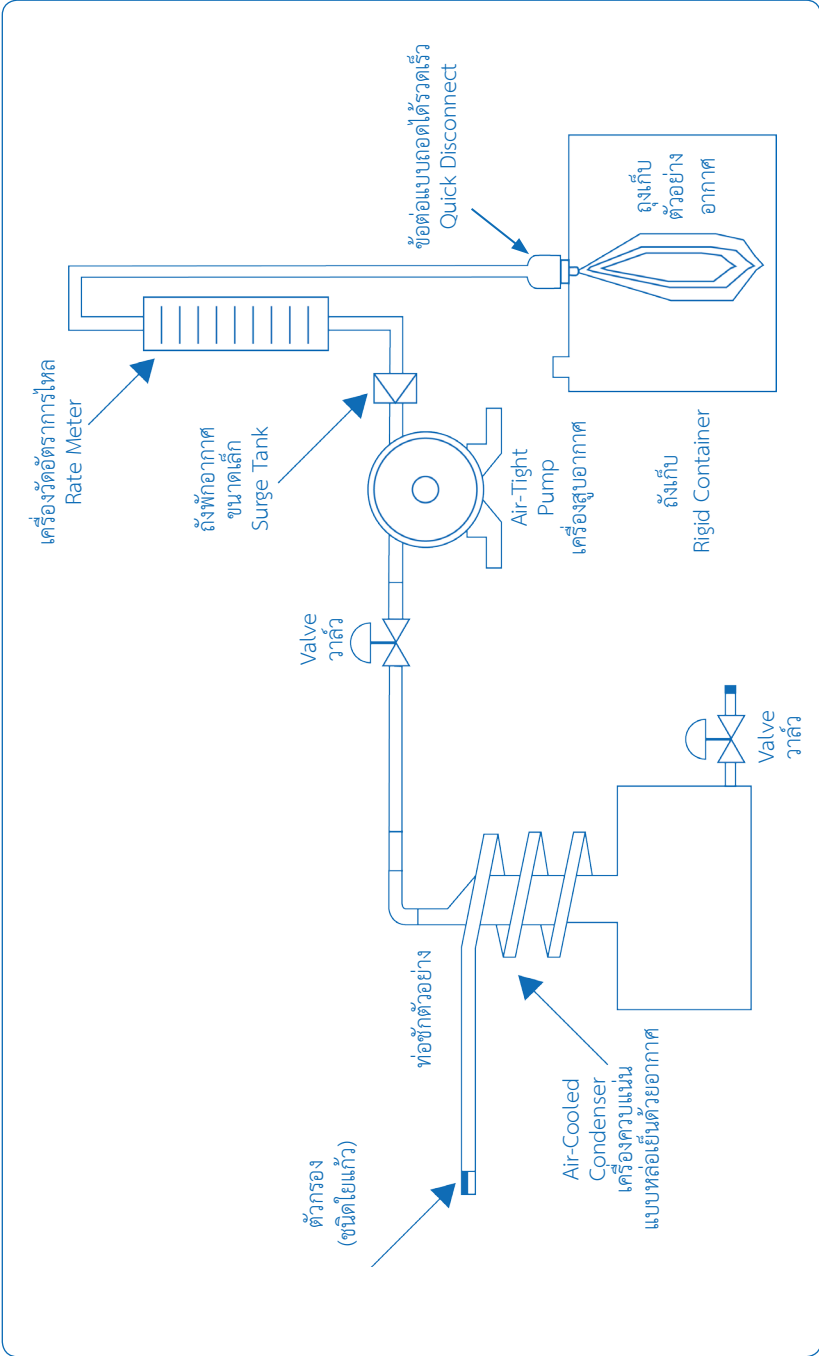 ตัวกรอง
(ชนิดใยแก้ว)
ท่อชักตัวอย่าง
Air-Cooled
Condenser
เครื่องควบแน่น
แบบหล่อเย็นด้วยอากาศ
Valve
วาล์ว
Valve
วาล์ว
Air-Tight
Pump
เครื่องสูบอากาศ
ถังพักอากาศ
ขนาดเล็ก
Surge Tank
เครื่องวัดอัตราการไหล
Rate Meter
ข้อต่อแบบถอดได้รวดเร็ว
Quick Disconnect
ถุงเก็บ
ตัวอย่าง
อากาศ
ถังเก็บ
Rigid Container